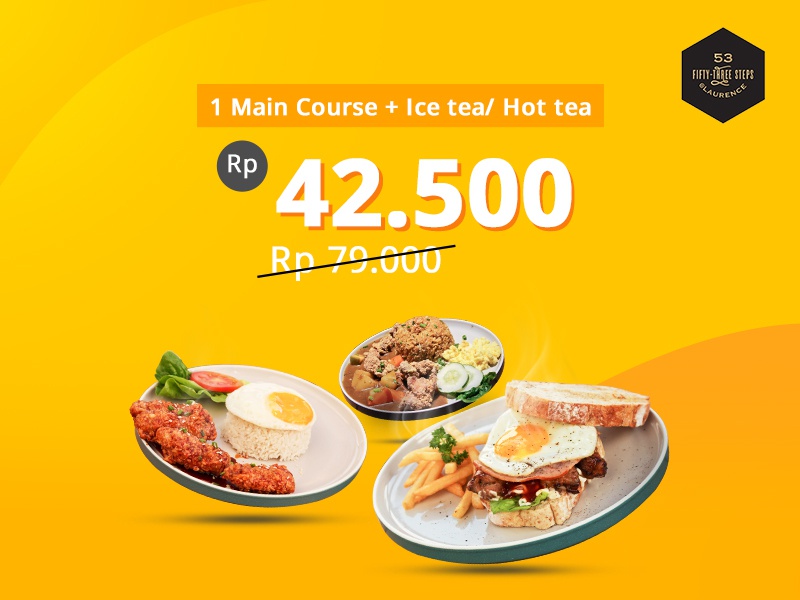 53
FIFTY-THREE STEPS
@LAURENCE
1 Main Course + Ice tea/ Hot tea
Rp
42.500
Rp 79.000